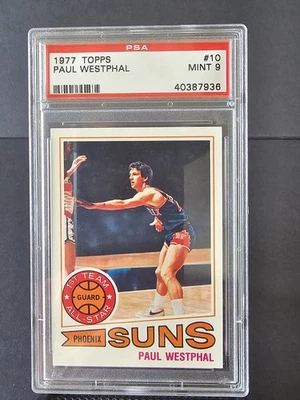 PSA
1977 TOPPS #10
PAUL WESTPHAL MINT 9
40387936
1ST TEAM
GUARD
ALL-STAR
PHOENIX SUNS
PAUL WESTPHAL